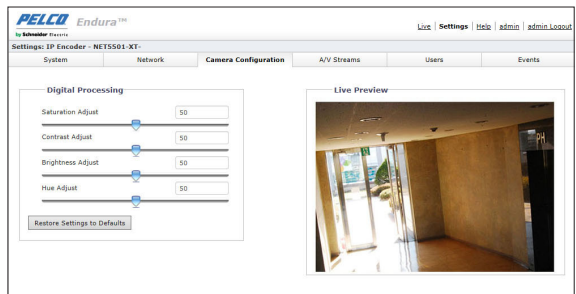 PELCO Endura™
by Schneider Electric
Live | Settings | Help | admin | admin Logout
Settings: IP Encoder - NET5501-XT-
System Network Camera Configuration A/V Streams Users Events
Digital Processing
Saturation Adjust 50
Contrast Adjust 50
Brightness Adjust 50
Hue Adjust 50
Restore Settings to Defaults
Live Preview
PH